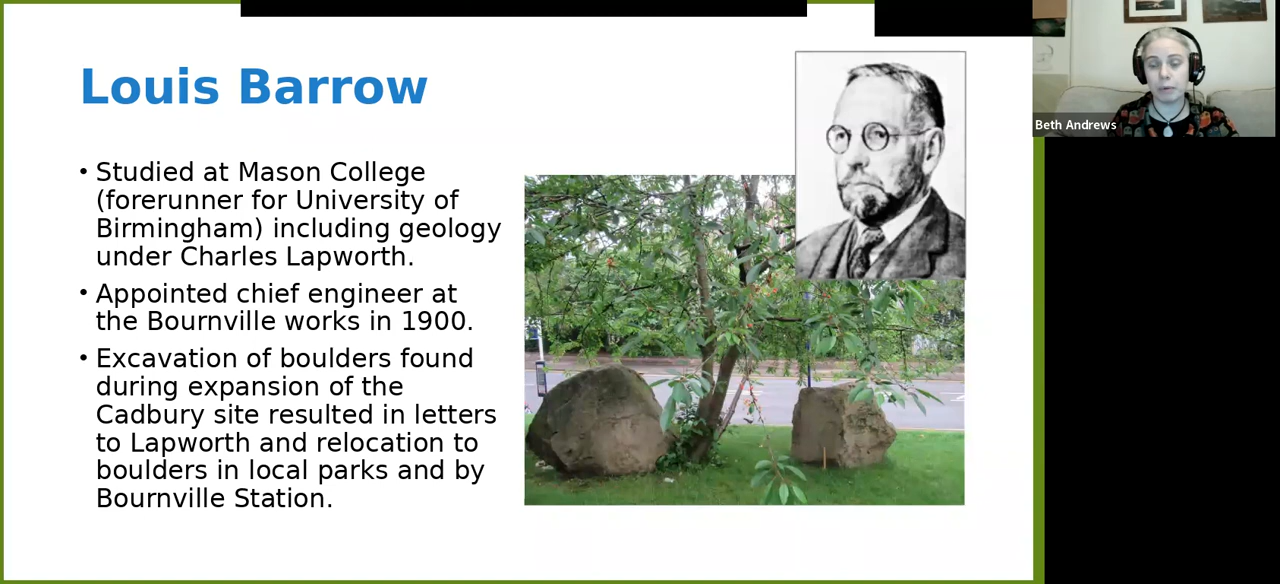 Louis Barrow
• Studied at Mason College
(forerunner for University of
Birmingham) including geology
under Charles Lapworth.
• Appointed chief engineer at
the Bournville works in 1900.
• Excavation of boulders found
during expansion of the
Cadbury site resulted in letters
to Lapworth and relocation to
boulders in local parks and by
Bournville Station.
Beth Andrews